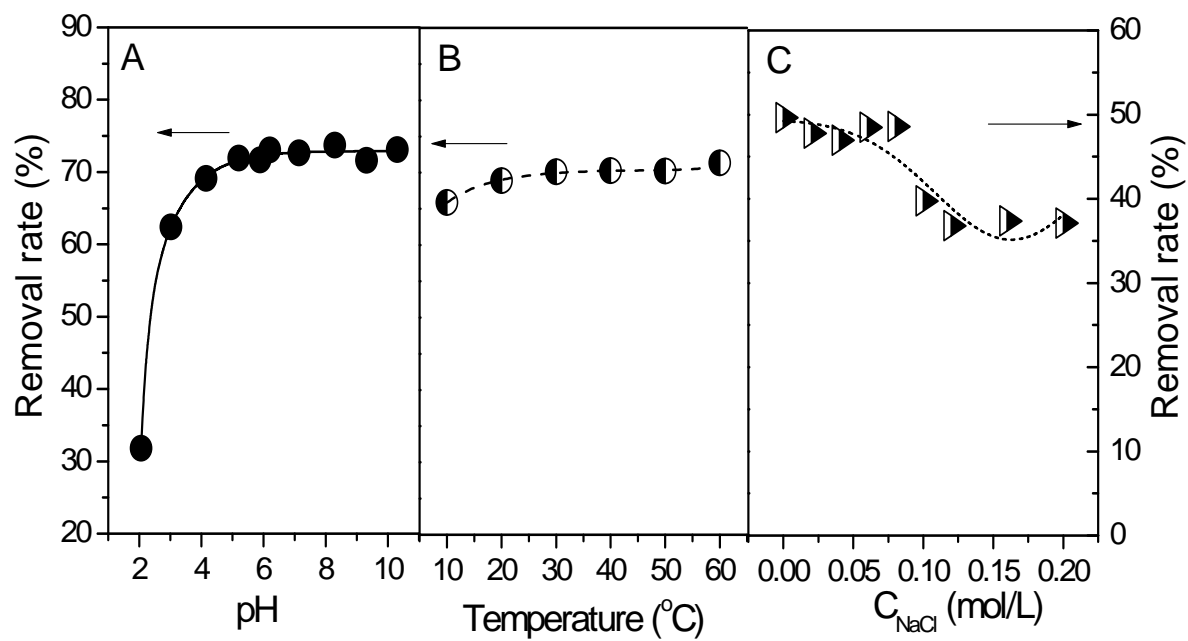 A
B
C
Removal rate (%)
90
80
70
60
50
40
30
20
2 4 6 8 10
pH
10 20 30 40 50 60
Temperature (°C)
0.00 0.05 0.10 0.15 0.20
C_NaCl (mol/L)
60
50
40
30
20
10
0
Removal rate (%)